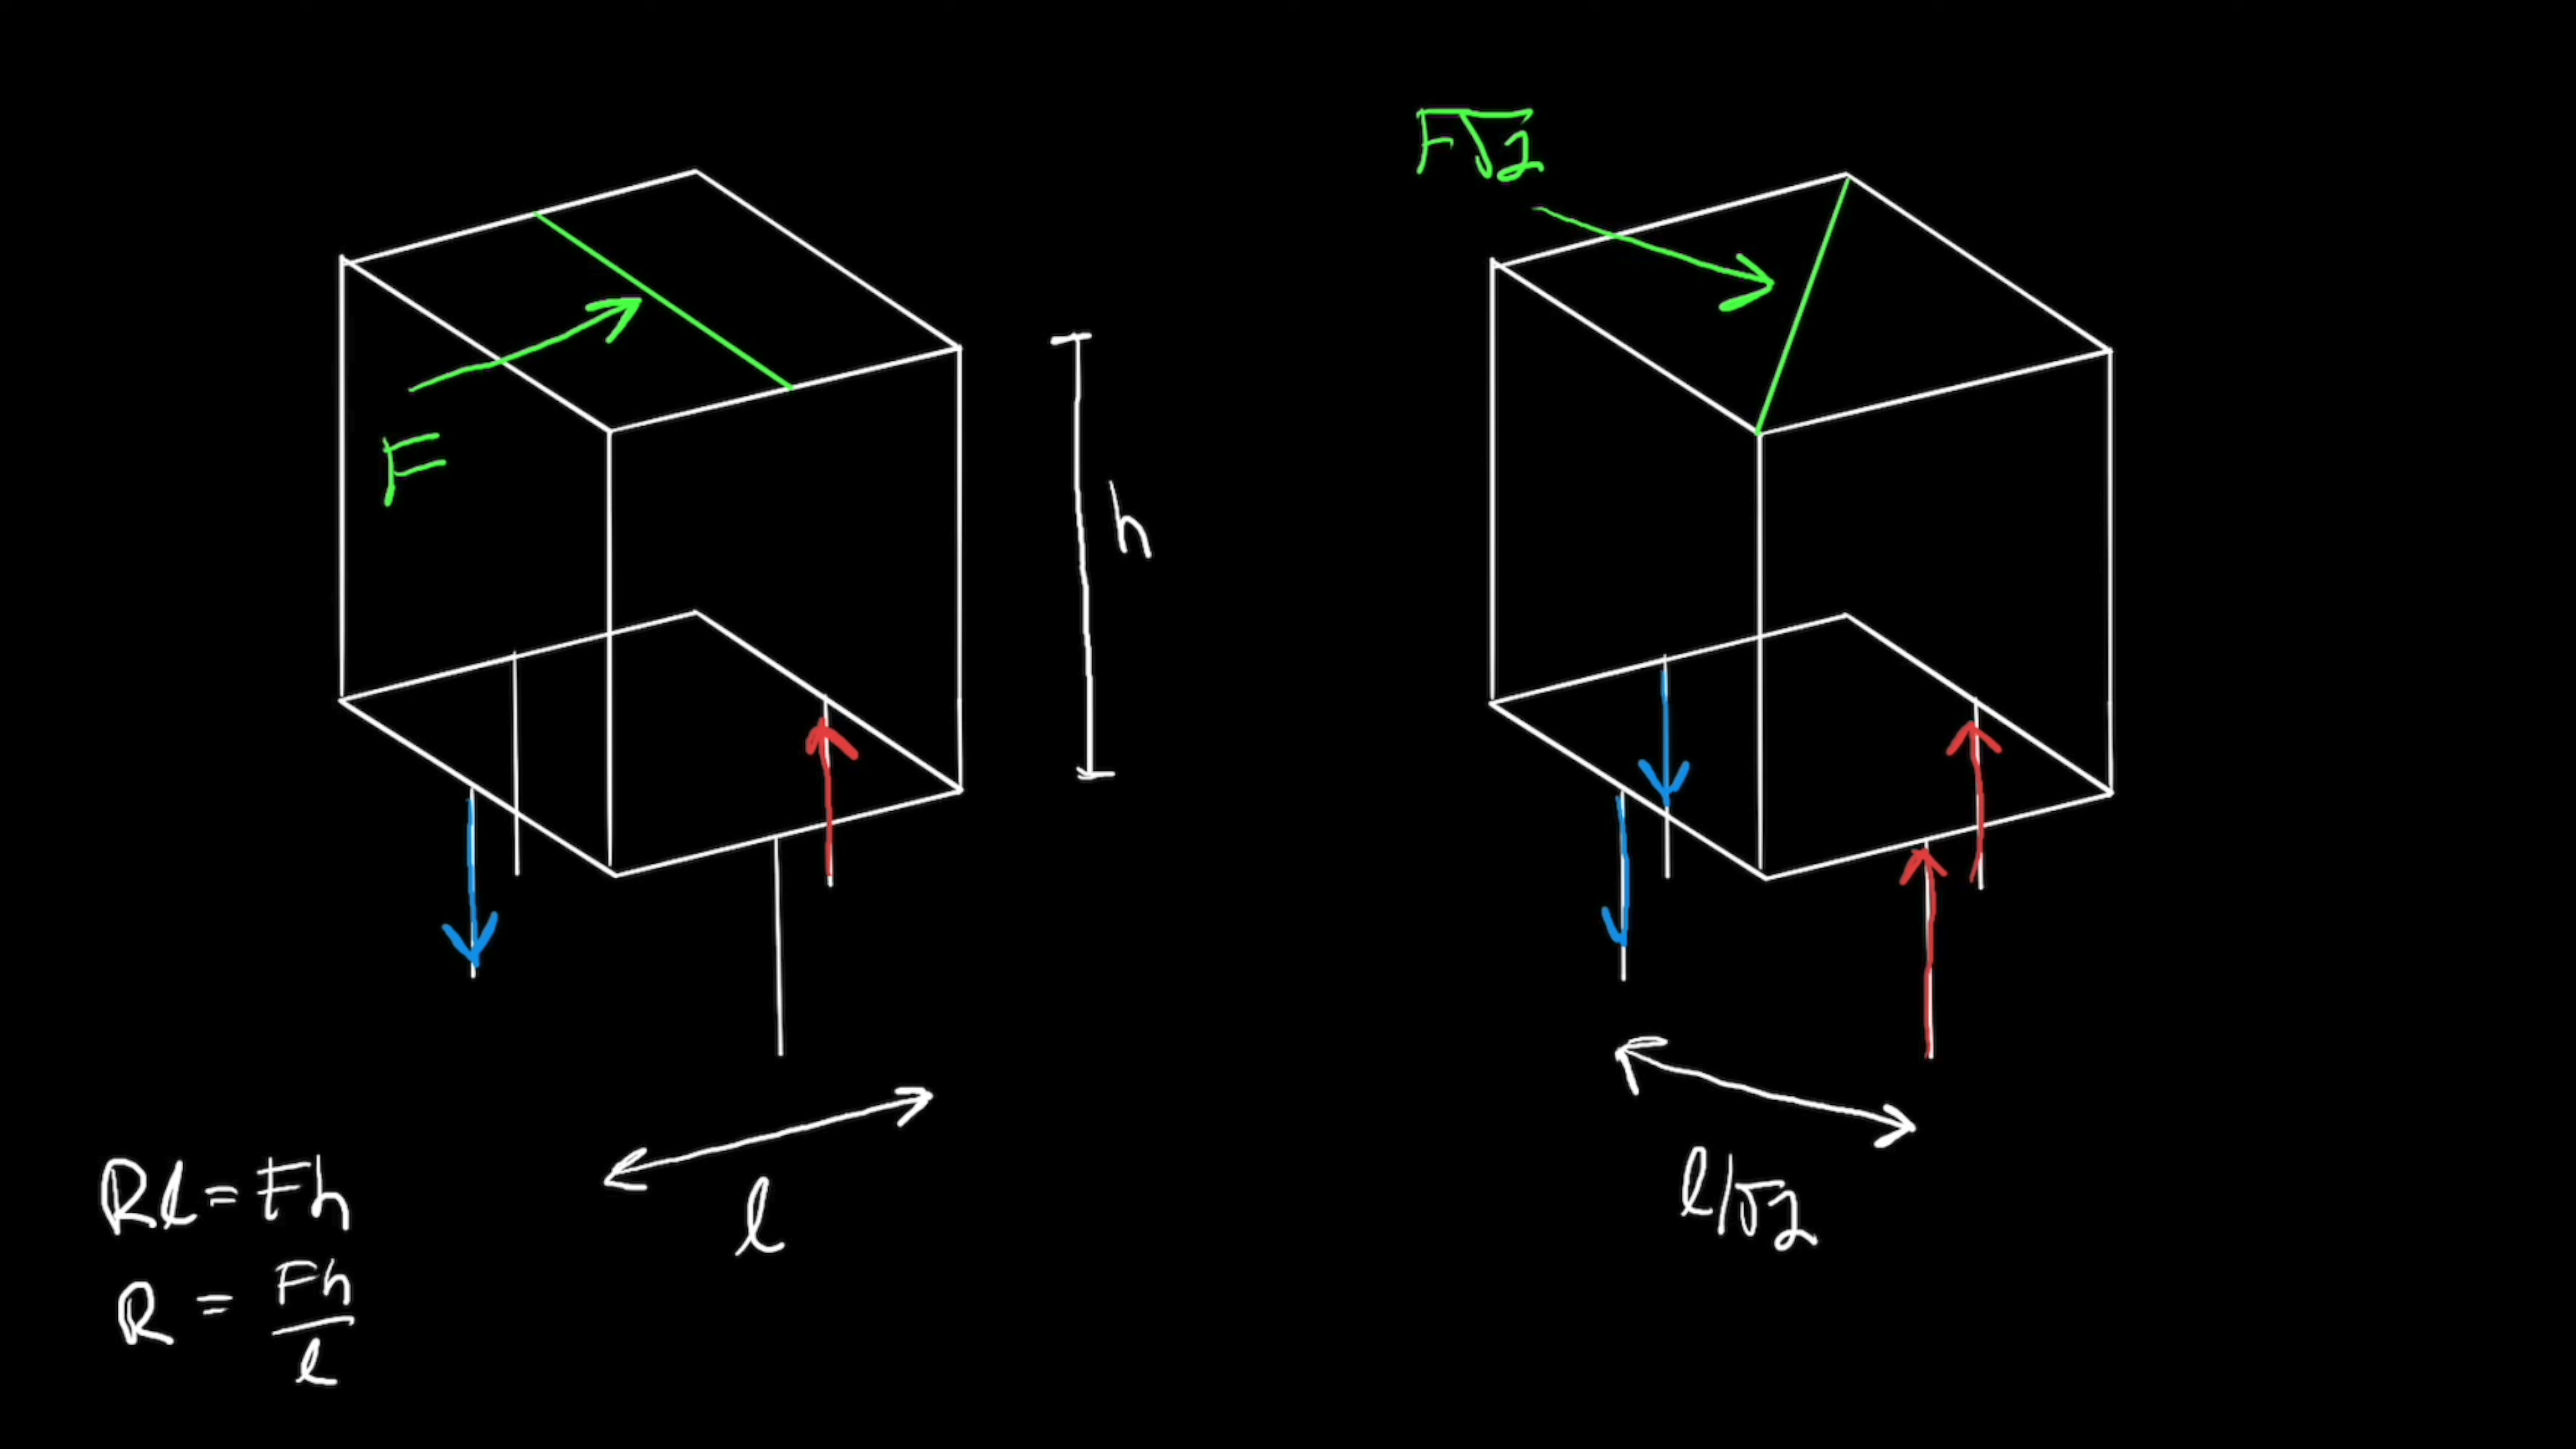 F√2
F
h
l
l/√2
Rl = Fh
R = Fh/l